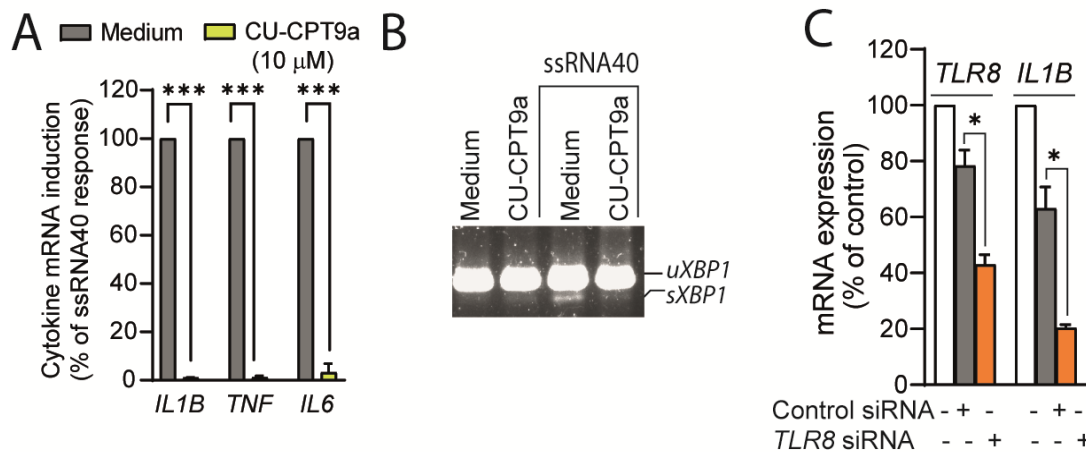 A
Medium
CU-CPT9a
(10 μM)
Cytokine mRNA induction
(% of ssRNA40 response)
120
100
80
60
40
20
0
***
***
***
IL1B
TNF
IL6
B
ssRNA40
Medium
CU-CPT9a
Medium
CU-CPT9a
uXBP1
sXBP1
C
mRNA expression
(% of control)
120
100
80
60
40
20
0
TLR8
IL1B
*
*
Control siRNA - + - - + -
TLR8 siRNA - - + - - +